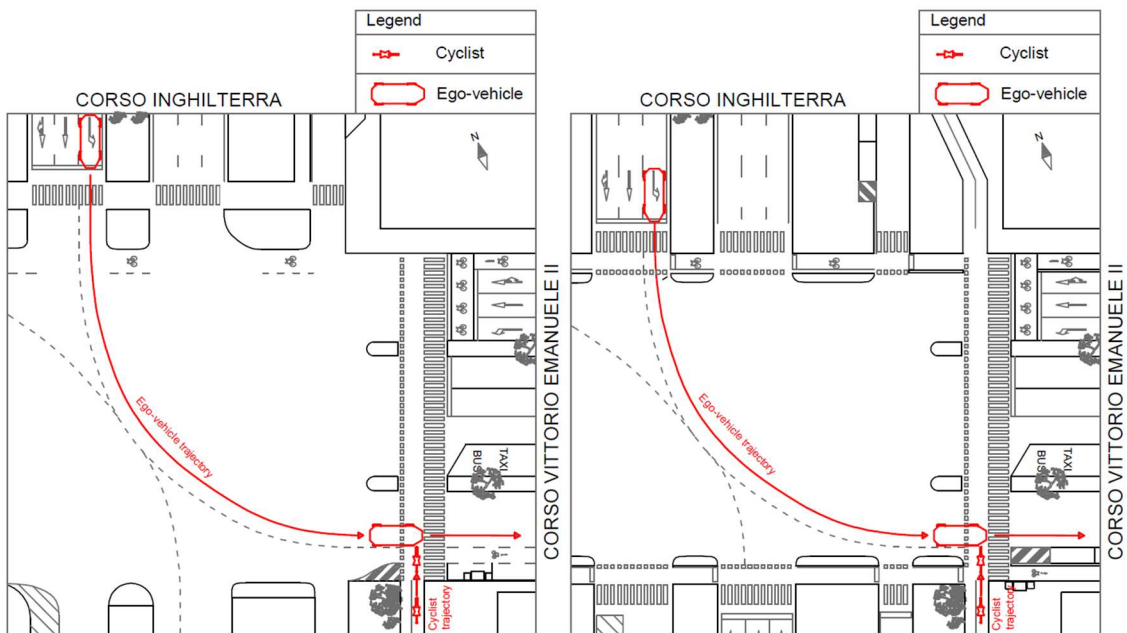 Legend
Cyclist
Ego-vehicle
CORSO INGHILTERRA
N
Ego-vehicle trajectory
TAXI
BUS
CORSO VITTORIO EMANUELE II
Cyclist
trajectory
Legend
Cyclist
Ego-vehicle
CORSO INGHILTERRA
N
Ego-vehicle trajectory
TAXI
BUS
CORSO VITTORIO EMANUELE II
Cyclist
trajectory